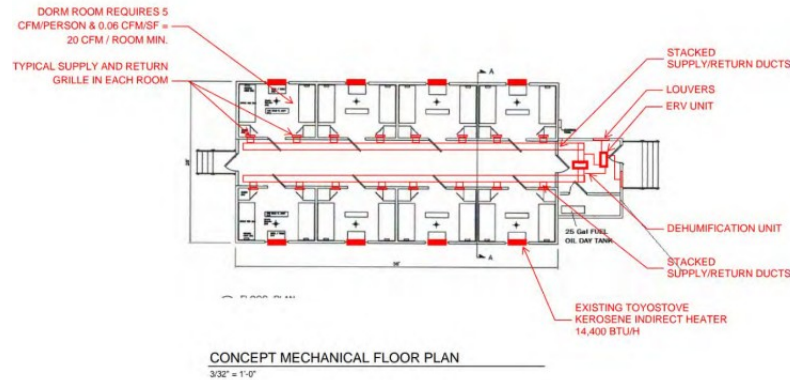 DORM ROOM REQUIRES 5
CFM/PERSON & 0.06 CFM/SF =
20 CFM / ROOM MIN.
TYPICAL SUPPLY AND RETURN
GRILLE IN EACH ROOM
STACKED
SUPPLY/RETURN DUCTS
LOUVERS
ERV UNIT
A
DEHUMIFICATION UNIT
25 Gal FUEL
OIL DAY TANK
A
STACKED
SUPPLY/RETURN DUCTS
EXISTING TOYOSTOVE
KEROSENE INDIRECT HEATER
14,400 BTU/H
CONCEPT MECHANICAL FLOOR PLAN
3/32" = 1'-0"